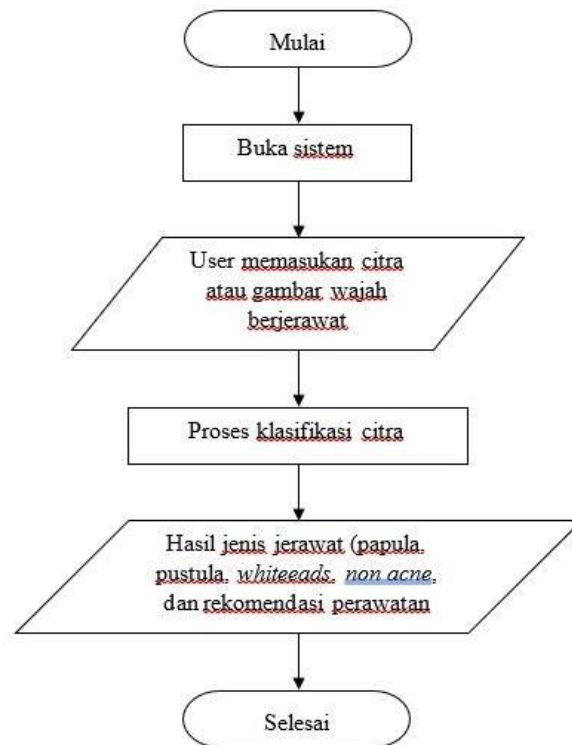 Mulai
Buka sistem
User memasukan citra
atau gambar wajah
berjerawat
Proses klasifikasi citra
Hasil jenis jerawat (papula,
pustula, whiteeads, non acne,
dan rekomendasi perawatan
Selesai